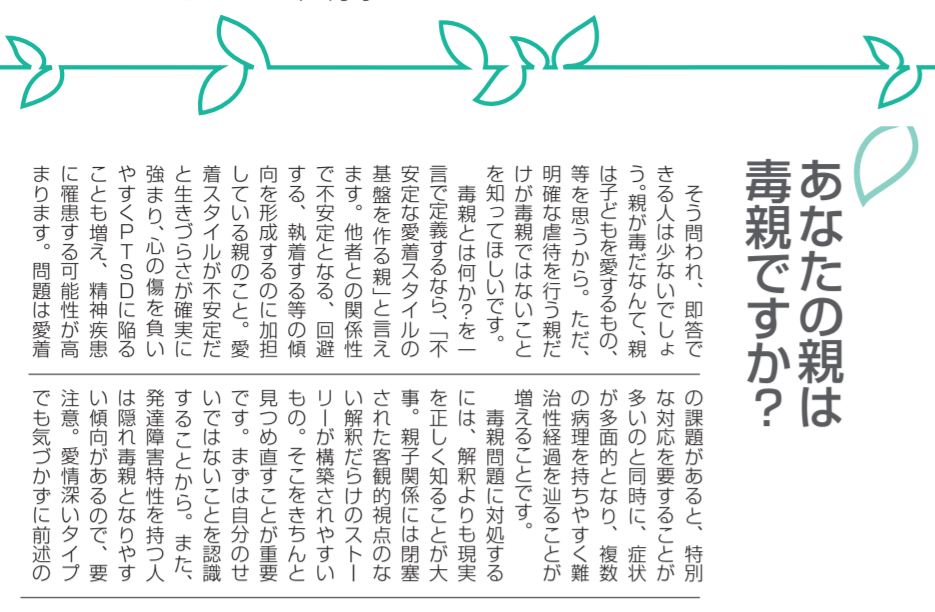 あなたの親は
毒親ですか？
そう問われ、即答で
きる人は少ないでしょ
う。親が毒だなんて、親
は子どもを愛するもの、
等を思うから。ただ、
明確な虐待を行う親だ
けが毒親ではないこと
を知ってほしいです。
毒親とは何か？を一
言で定義するなら、「不
安定な愛着スタイルの
基盤を作る親」と言え
ます。他者との関係性
で不安定となる、回避
する、執着する等の傾
向を形成するのに加担
している親のこと。愛
着スタイルが不安定だ
と生きづらさが確実に
強まり、心の傷を負い
やすくPTSDに陥る
ことも増え、精神疾患
に罹患する可能性が高
まります。問題は愛着
の課題があると、特別
な対応を要することが
多いのと同時に、症状
が多面的となり、複数
の病理を持ちやすく難
治性経過を辿ることが
増えることです。
毒親問題に対処する
には、解釈よりも現実
を正しく知ることが大
事。親子関係には閉塞
された客観的視点のな
い解釈だらけのストー
リーが構築されやすい
もの。そこをきちんと
見つめ直すことが重要
です。まずは自分のせ
いではないことを認識
することから。また、
発達障害特性を持つ人
は隠れ毒親となりやす
い傾向があるので、要
注意。愛情深いタイプ
でも気づかずに前述の